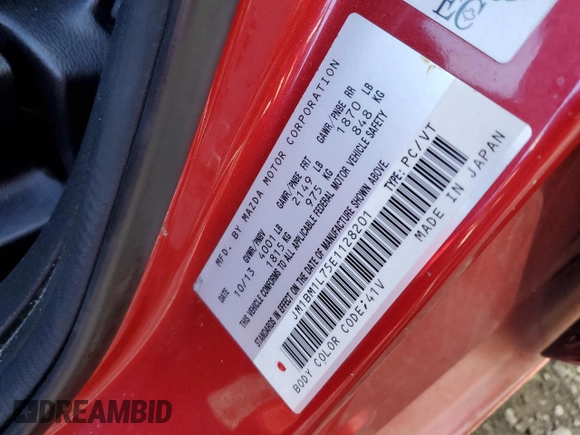 EC
MFD. BY MAZDA MOTOR CORPORATION
DATE GVWR/PNBV GAWR/PNBE FRT GAWR/PNBE RR
10/13 4001 LB 2149 LB 1870 LB
1815 KG 975 KG 848 KG
THIS VEHICLE CONFORMS TO ALL APPLICABLE FEDERAL MOTOR VEHICLE SAFETY
STANDARDS IN EFFECT ON THE DATE OF MANUFACTURE SHOWN ABOVE.
JM1BM1L75E1128201 TYPE: PC/VT
BODY COLOR CODE:41V MADE IN JAPAN
DREAMBID